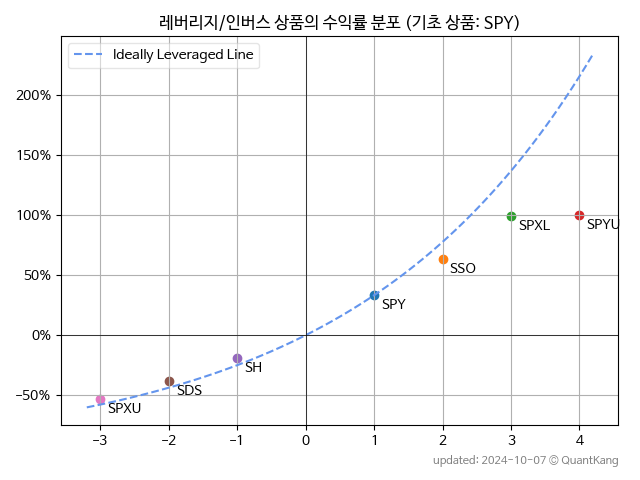 레버리지/인버스 상품의 수익률 분포 (기초 상품: SPY)
Ideally Leveraged Line
200%
150%
100%
50%
0%
−50%
SPXL
SPYU
SSO
SPY
SH
SDS
SPXU
−3
−2
−1
0
1
2
3
4
updated: 2024-10-07 © QuantKang